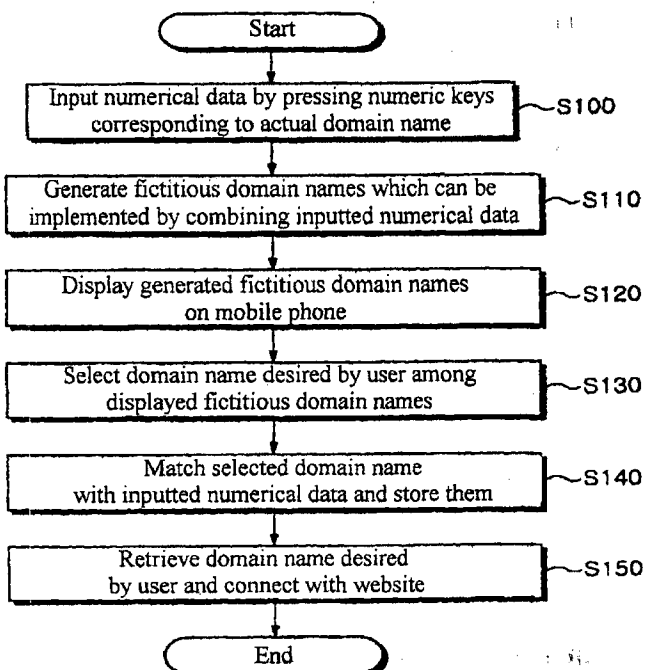 Start
Input numerical data by pressing numeric keys
corresponding to actual domain name
S100
Generate fictitious domain names which can be
implemented by combining inputted numerical data
S110
Display generated fictitious domain names
on mobile phone
S120
Select domain name desired by user among
displayed fictitious domain names
S130
Match selected domain name
with inputted numerical data and store them
S140
Retrieve domain name desired
by user and connect with website
S150
End